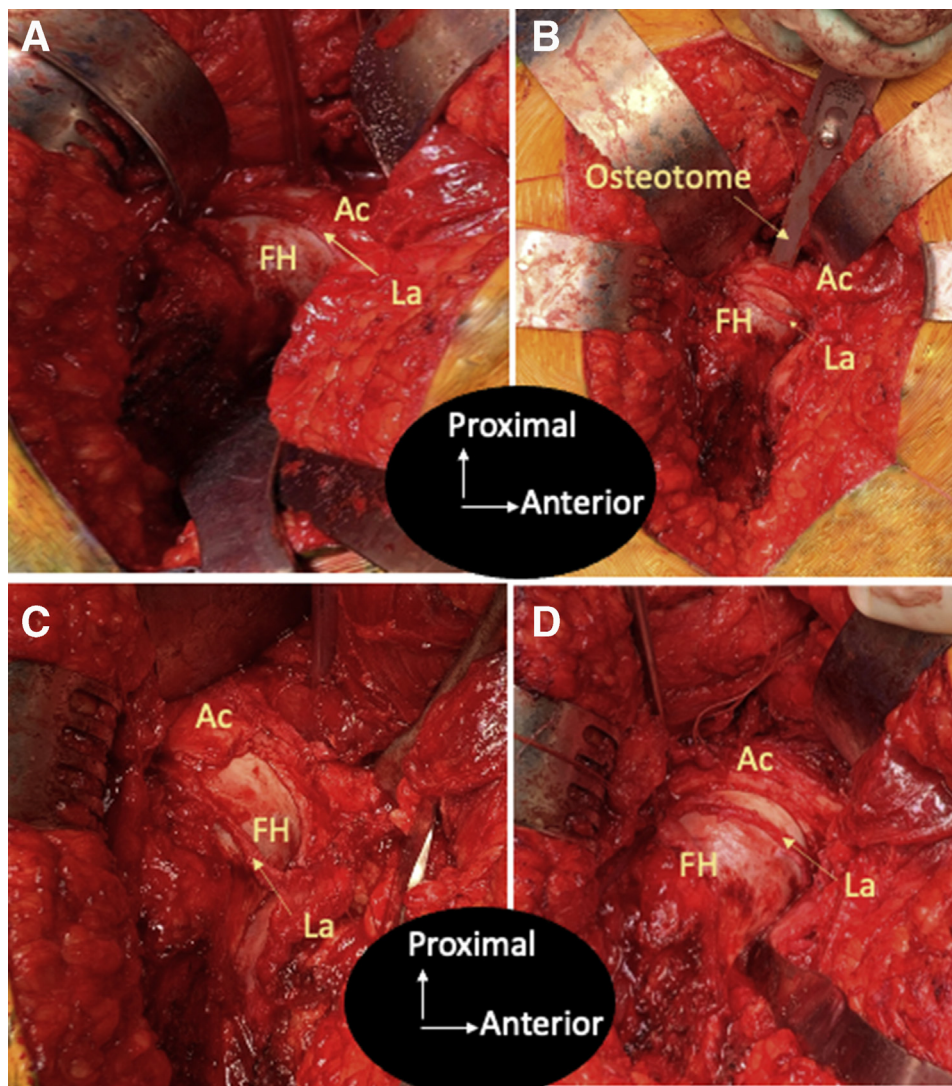 A
Ac
FH
La
B
Osteotome
Ac
FH
La
Proximal
Anterior
C
Ac
FH
La
D
Ac
FH
La
Proximal
Anterior